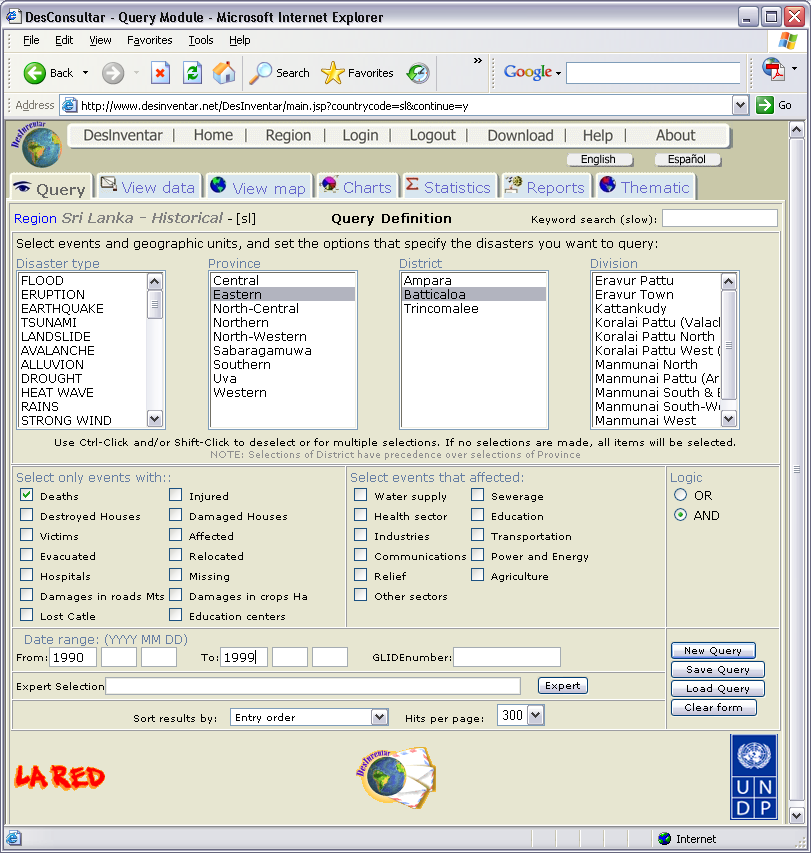 DesConsultar - Query Module - Microsoft Internet Explorer
File Edit View Favorites Tools Help
Back Search Favorites » Google
Address http://www.desinventar.net/DesInventar/main.jsp?countrycode=sl&continue=y Go
DesInventar
DesInventar | Home | Region | Login | Logout | Download | Help | About
English Español
Query View data View map Charts Statistics Reports Thematic
Region Sri Lanka - Historical - [sl] Query Definition Keyword search (slow):
Select events and geographic units, and set the options that specify the disasters you want to query:
Disaster type Province District Division
FLOOD Central Ampara Eravur Pattu
ERUPTION Eastern Batticaloa Eravur Town
EARTHQUAKE North-Central Trincomalee Kattankudy
TSUNAMI Northern Koralai Pattu (Valach
LANDSLIDE North-Western Koralai Pattu North
AVALANCHE Sabaragamuwa Koralai Pattu West (
ALLUVION Southern Manmunai North
DROUGHT Uva Manmunai Pattu (Ar
HEAT WAVE Western Manmunai South & E
RAINS Manmunai South-We
STRONG WIND Manmunai West
Use Ctrl-Click and/or Shift-Click to deselect or for multiple selections. If no selections are made, all items will be selected.
NOTE: Selections of District have precedence over selections of Province
Select only events with:: Select events that affected: Logic
Deaths Injured Water supply Sewerage OR
Destroyed Houses Damaged Houses Health sector Education AND
Victims Affected Industries Transportation
Evacuated Relocated Communications Power and Energy
Hospitals Missing Relief Agriculture
Damages in roads Mts Damages in crops Ha Other sectors
Lost Catle Education centers
Date range: (YYYY MM DD)
From: 1990 To: 1999 GLIDEnumber:
New Query
Save Query
Expert Selection Expert
Load Query
Clear form
Sort results by: Entry order Hits per page: 300
LA RED
DesInventar
UN
DP
Internet